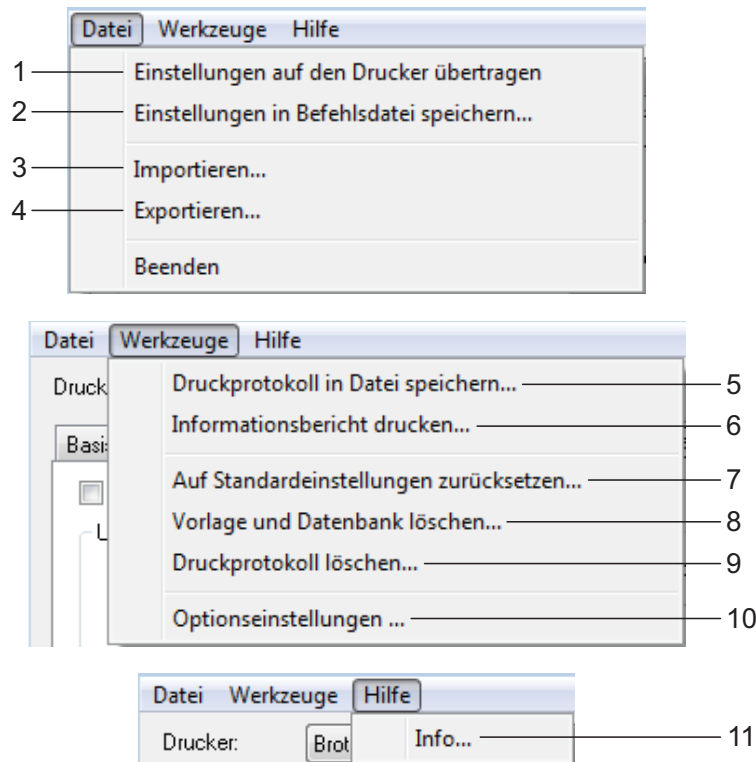 Datei Werkzeuge Hilfe
1 Einstellungen auf den Drucker übertragen
2 Einstellungen in Befehlsdatei speichern...
3 Importieren...
4 Exportieren...
Beenden
Datei Werkzeuge Hilfe
Druck
Druckprotokoll in Datei speichern... 5
Informationsbericht drucken... 6
Basi
Auf Standardeinstellungen zurücksetzen... 7
Vorlage und Datenbank löschen... 8
Druckprotokoll löschen... 9
Optionseinstellungen ... 10
Datei Werkzeuge Hilfe
Drucker: Brot Info... 11